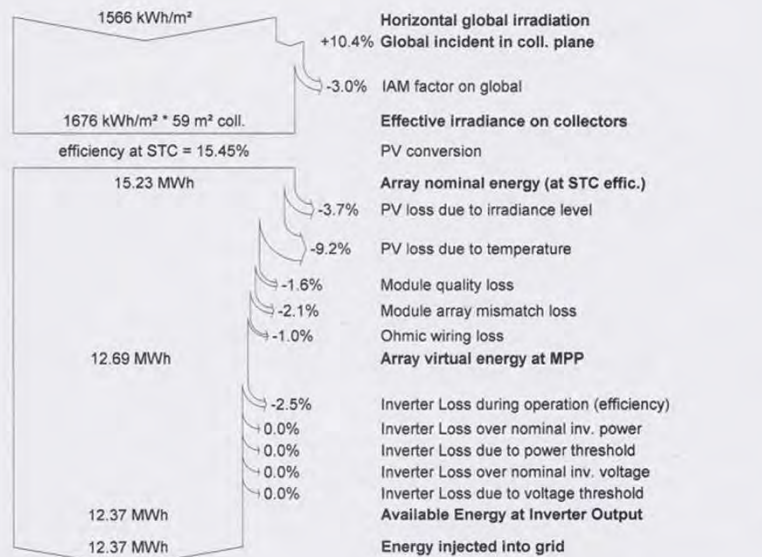 1566 kWh/m² Horizontal global irradiation
+10.4% Global incident in coll. plane
-3.0% IAM factor on global
1676 kWh/m² * 59 m² coll. Effective irradiance on collectors
efficiency at STC = 15.45% PV conversion
15.23 MWh Array nominal energy (at STC effic.)
-3.7% PV loss due to irradiance level
-9.2% PV loss due to temperature
-1.6% Module quality loss
-2.1% Module array mismatch loss
-1.0% Ohmic wiring loss
12.69 MWh Array virtual energy at MPP
-2.5% Inverter Loss during operation (efficiency)
0.0% Inverter Loss over nominal inv. power
0.0% Inverter Loss due to power threshold
0.0% Inverter Loss over nominal inv. voltage
0.0% Inverter Loss due to voltage threshold
12.37 MWh Available Energy at Inverter Output
12.37 MWh Energy injected into grid